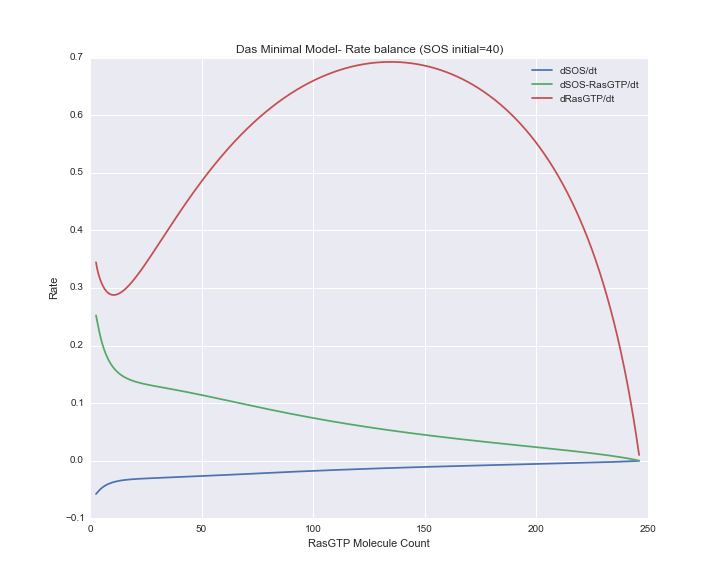 Das Minimal Model- Rate balance (SOS initial=40)
dSOS/dt
dSOS-RasGTP/dt
dRasGTP/dt
0.7
0.6
0.5
0.4
0.3
0.2
0.1
0.0
−0.1
Rate
0 50 100 150 200 250
RasGTP Molecule Count